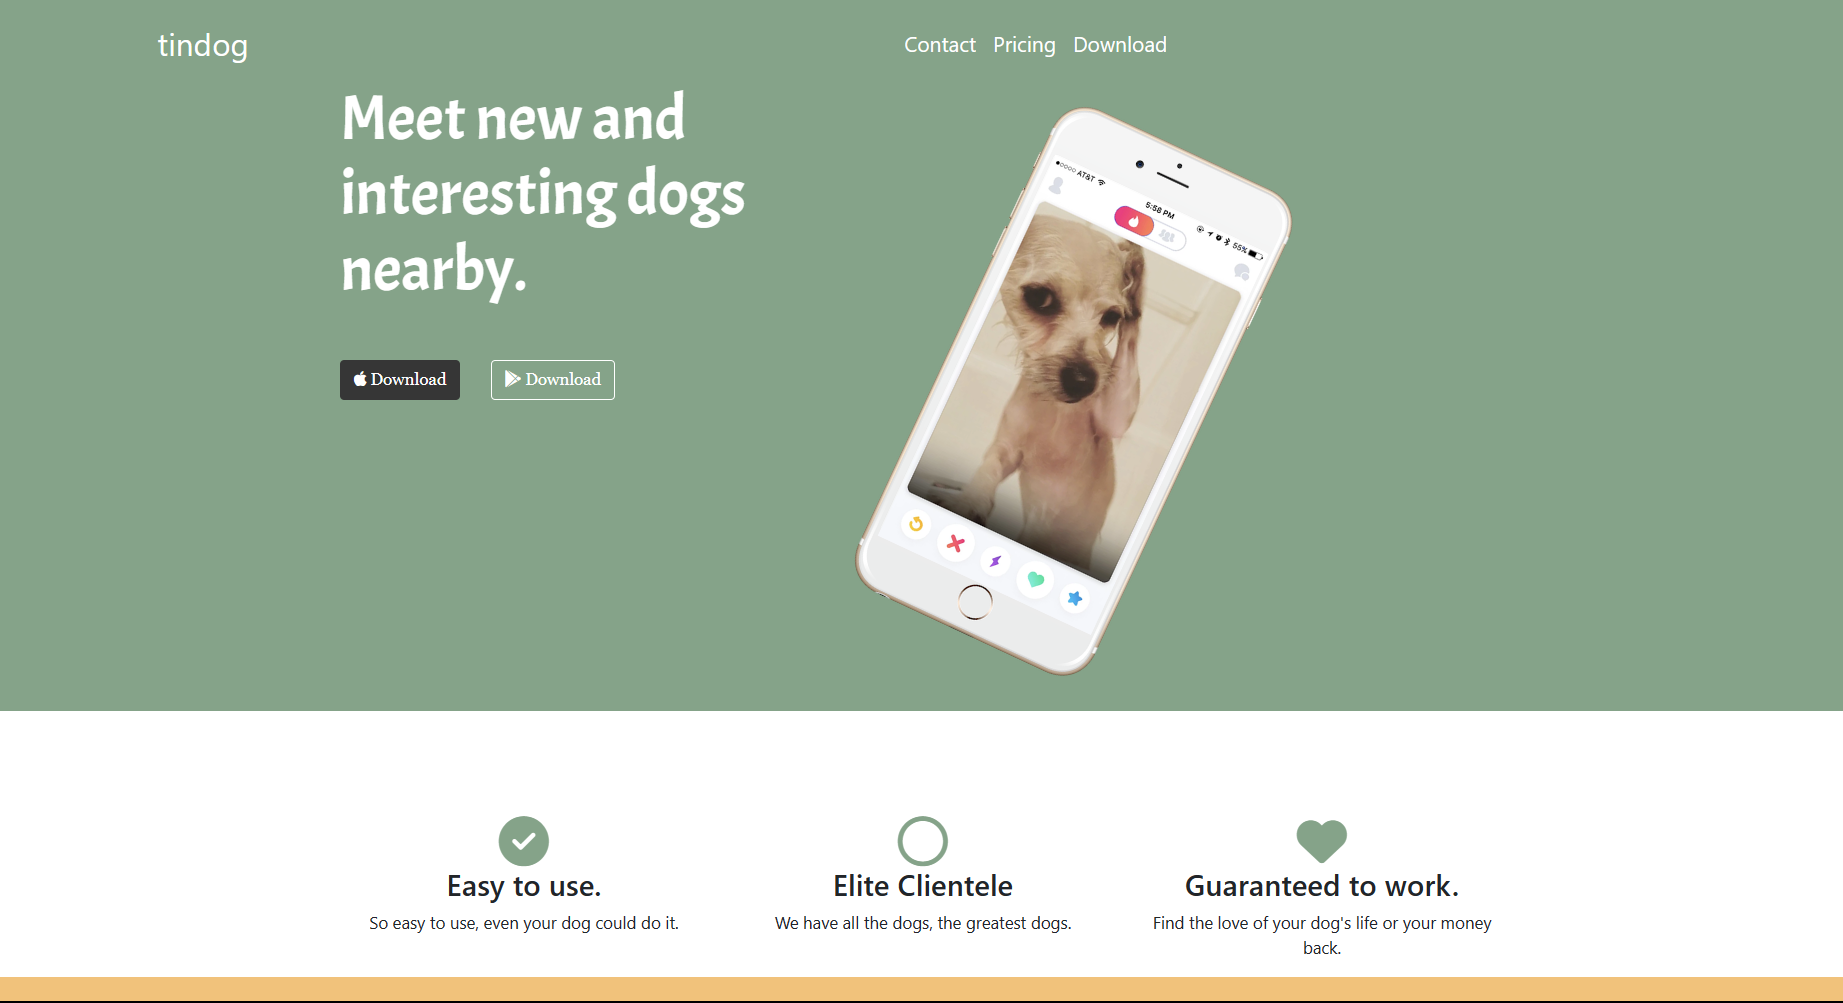 tindog
Contact Pricing Download
Meet new and
interesting dogs
nearby.
Download
Download
AT&T
5:58 PM
55%
Easy to use.
So easy to use, even your dog could do it.
Elite Clientele
We have all the dogs, the greatest dogs.
Guaranteed to work.
Find the love of your dog's life or your money
back.